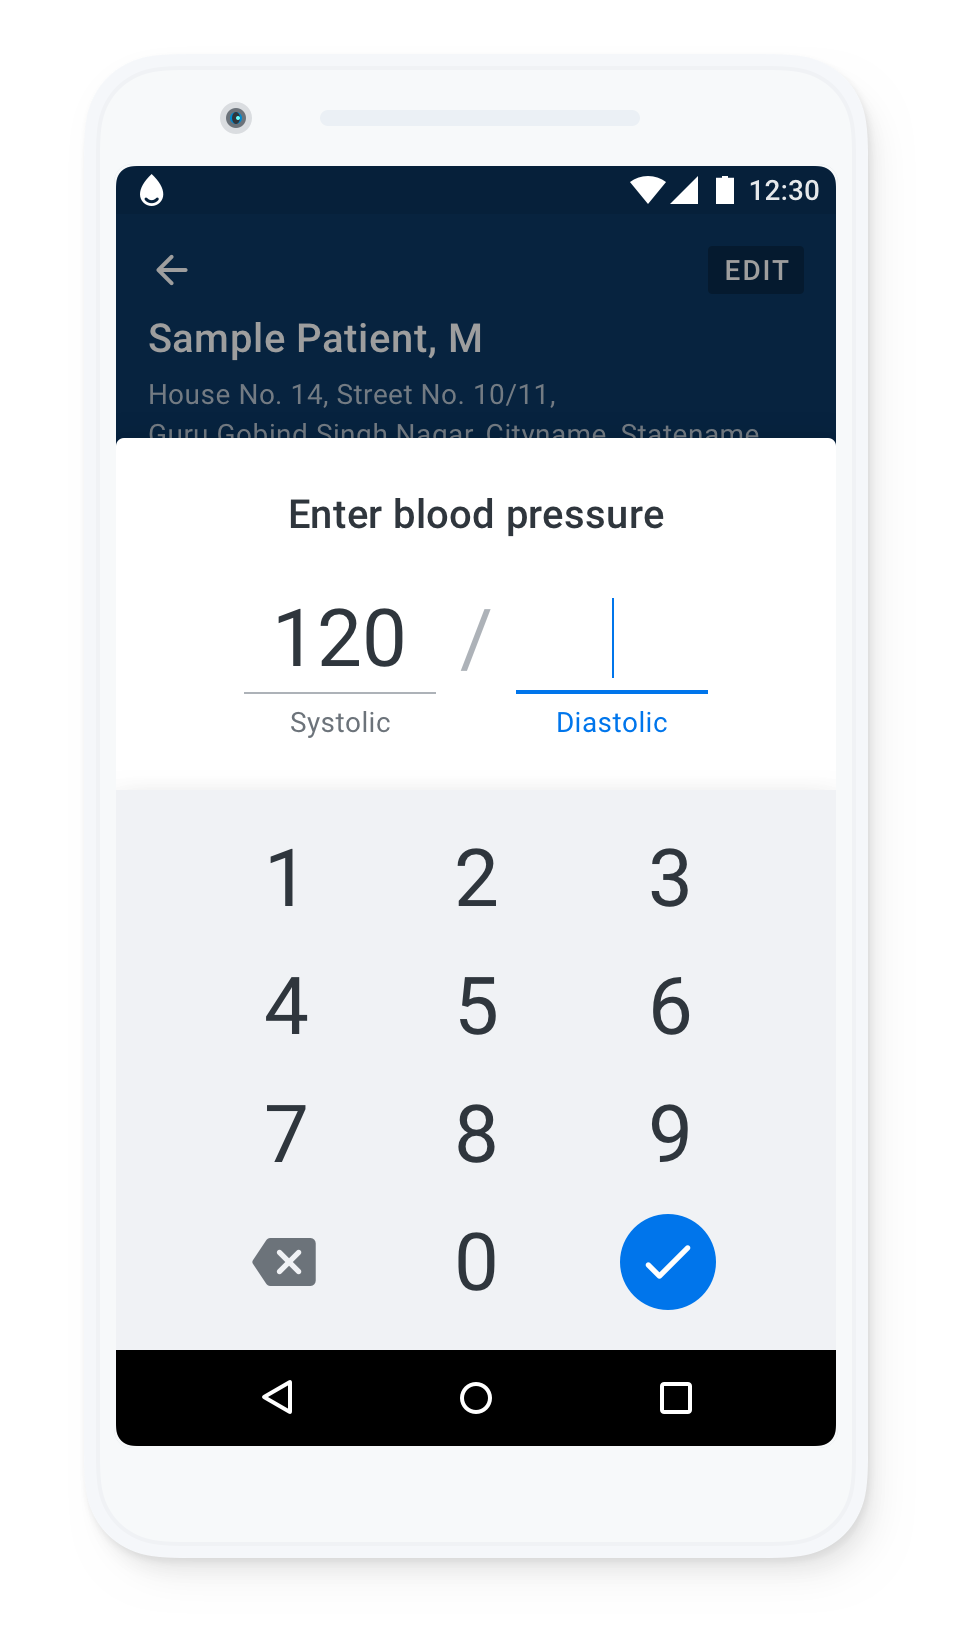 12:30
EDIT
Sample Patient, M
House No. 14, Street No. 10/11,
Guru Gobind Singh Nagar, Cityname, Statename
Enter blood pressure
120 /
Systolic Diastolic
1 2 3
4 5 6
7 8 9
0